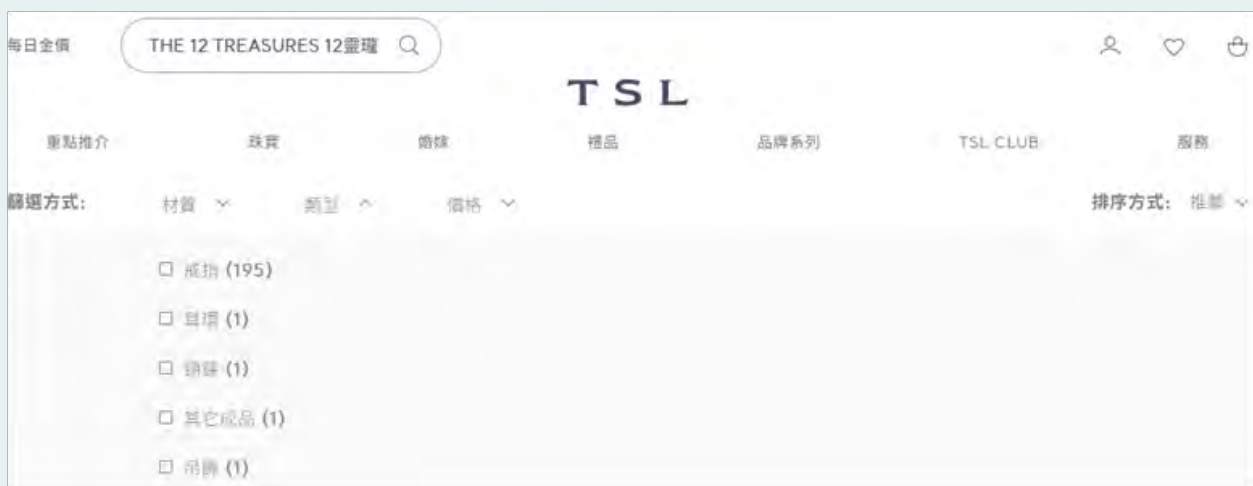 每日金價
THE 12 TREASURES 12靈瓏
TSL
重點推介 珠寶 婚嫁 禮品 品牌系列 TSL CLUB 服務
篩選方式: 材質 類型 價格 排序方式: 推薦
戒指 (195)
耳環 (1)
項鏈 (1)
其它成品 (1)
吊飾 (1)